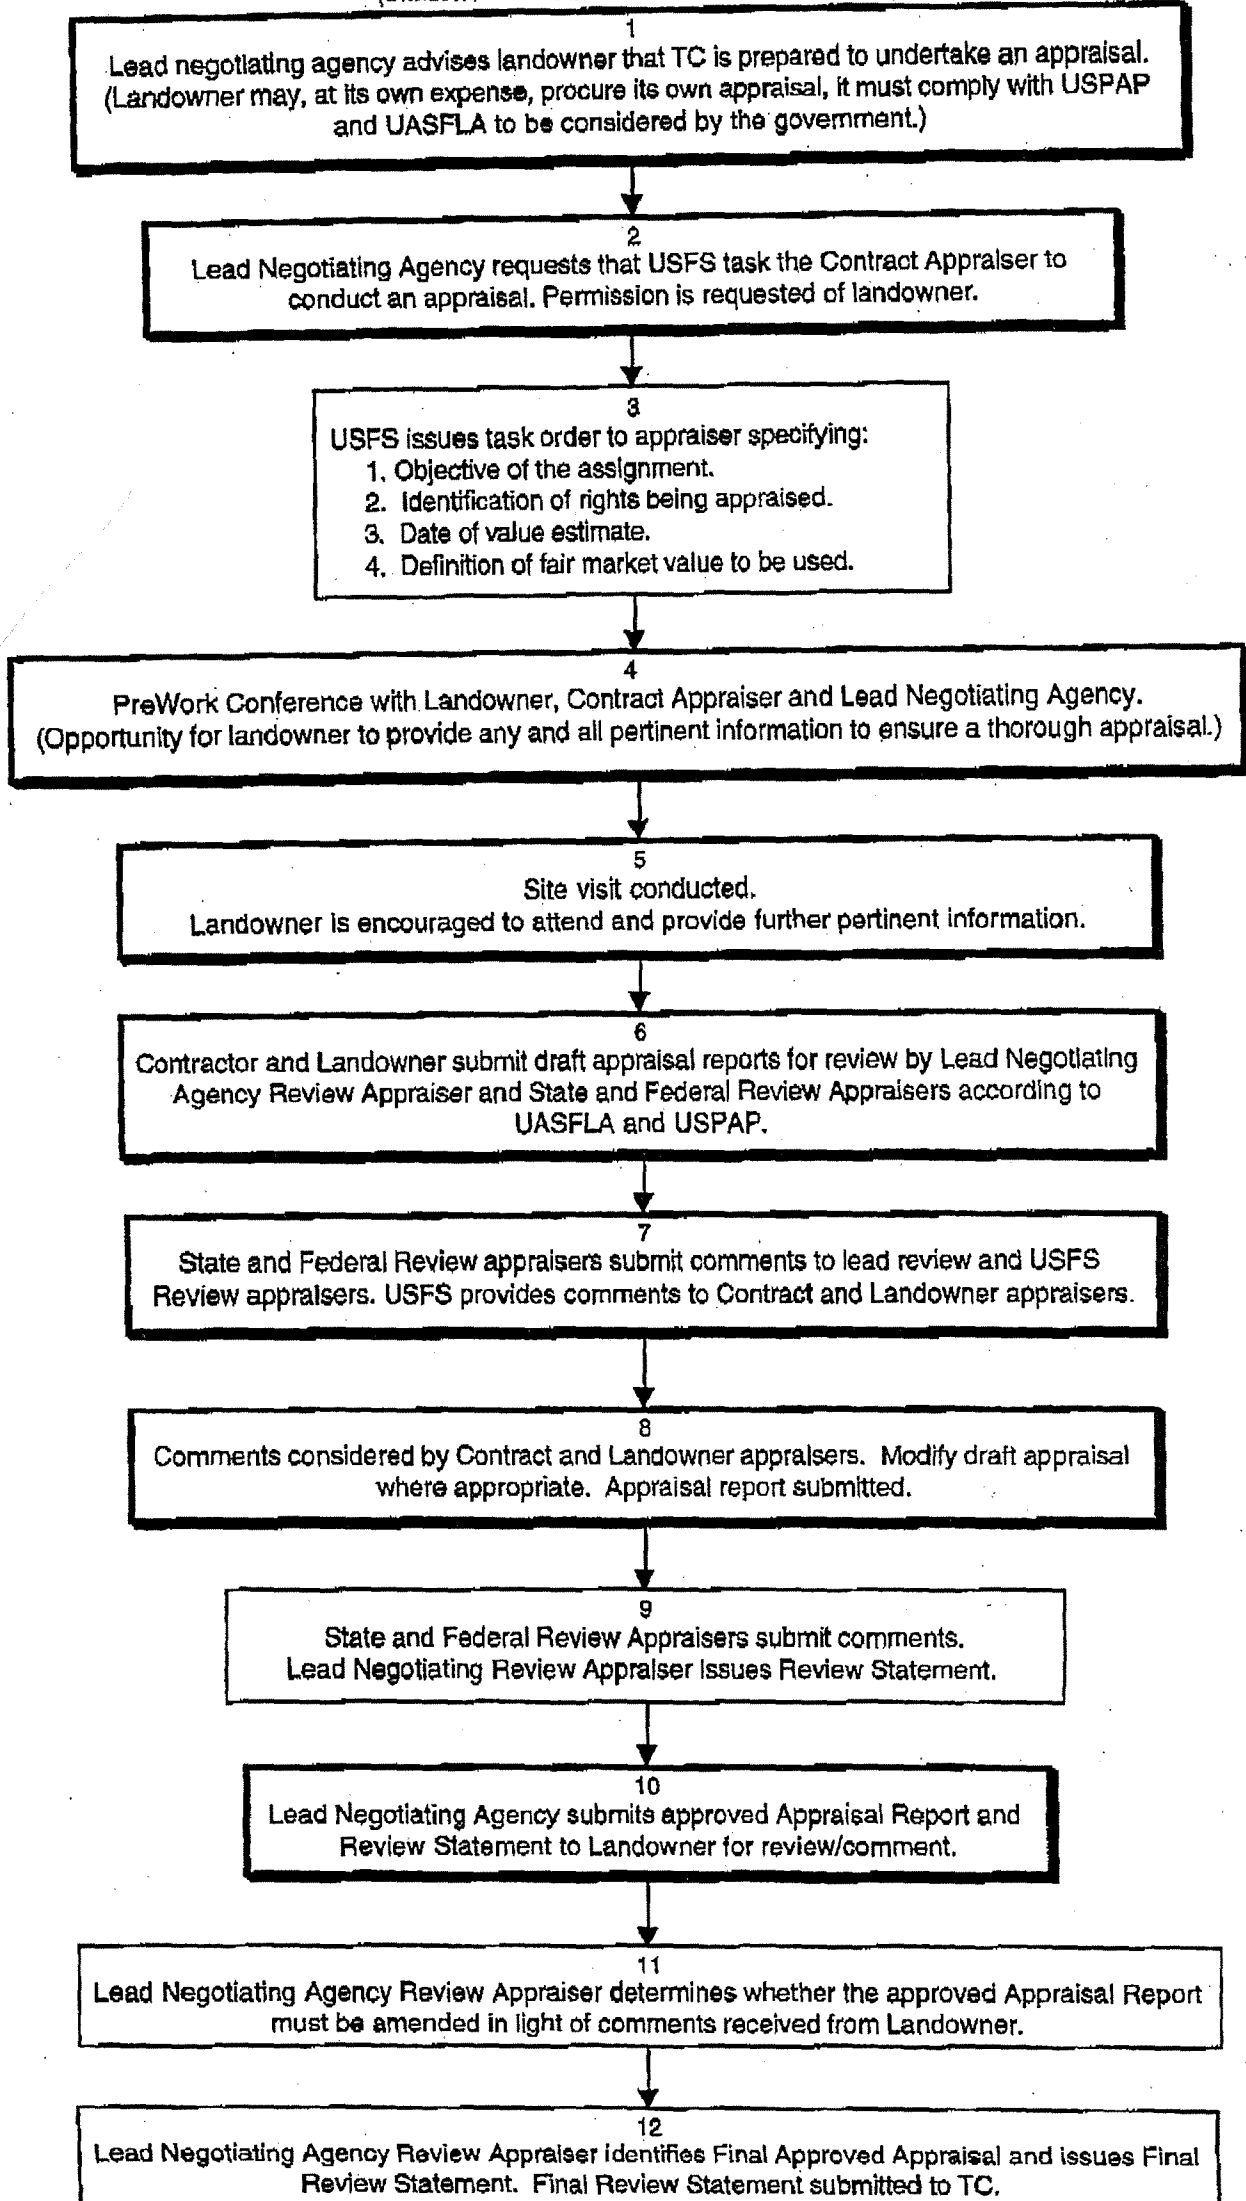 1
Lead negotiating agency advises landowner that TC is prepared to undertake an appraisal.
(Landowner may, at its own expense, procure its own appraisal, it must comply with USPAP
and UASFLA to be considered by the government.)
2
Lead Negotiating Agency requests that USFS task the Contract Appraiser to
conduct an appraisal. Permission is requested of landowner.
3
USFS issues task order to appraiser specifying:
1. Objective of the assignment.
2. Identification of rights being appraised.
3. Date of value estimate.
4. Definition of fair market value to be used.
4
PreWork Conference with Landowner, Contract Appraiser and Lead Negotiating Agency.
(Opportunity for landowner to provide any and all pertinent information to ensure a thorough appraisal.)
5
Site visit conducted.
Landowner is encouraged to attend and provide further pertinent information.
6
Contractor and Landowner submit draft appraisal reports for review by Lead Negotiating
Agency Review Appraiser and State and Federal Review Appraisers according to
UASFLA and USPAP.
7
State and Federal Review appraisers submit comments to lead review and USFS
Review appraisers. USFS provides comments to Contract and Landowner appraisers.
8
Comments considered by Contract and Landowner appraisers. Modify draft appraisal
where appropriate. Appraisal report submitted.
9
State and Federal Review Appraisers submit comments.
Lead Negotiating Review Appraiser Issues Review Statement.
10
Lead Negotiating Agency submits approved Appraisal Report and
Review Statement to Landowner for review/comment.
11
Lead Negotiating Agency Review Appraiser determines whether the approved Appraisal Report
must be amended in light of comments received from Landowner.
12
Lead Negotiating Agency Review Appraiser identifies Final Approved Appraisal and issues Final
Review Statement. Final Review Statement submitted to TC.